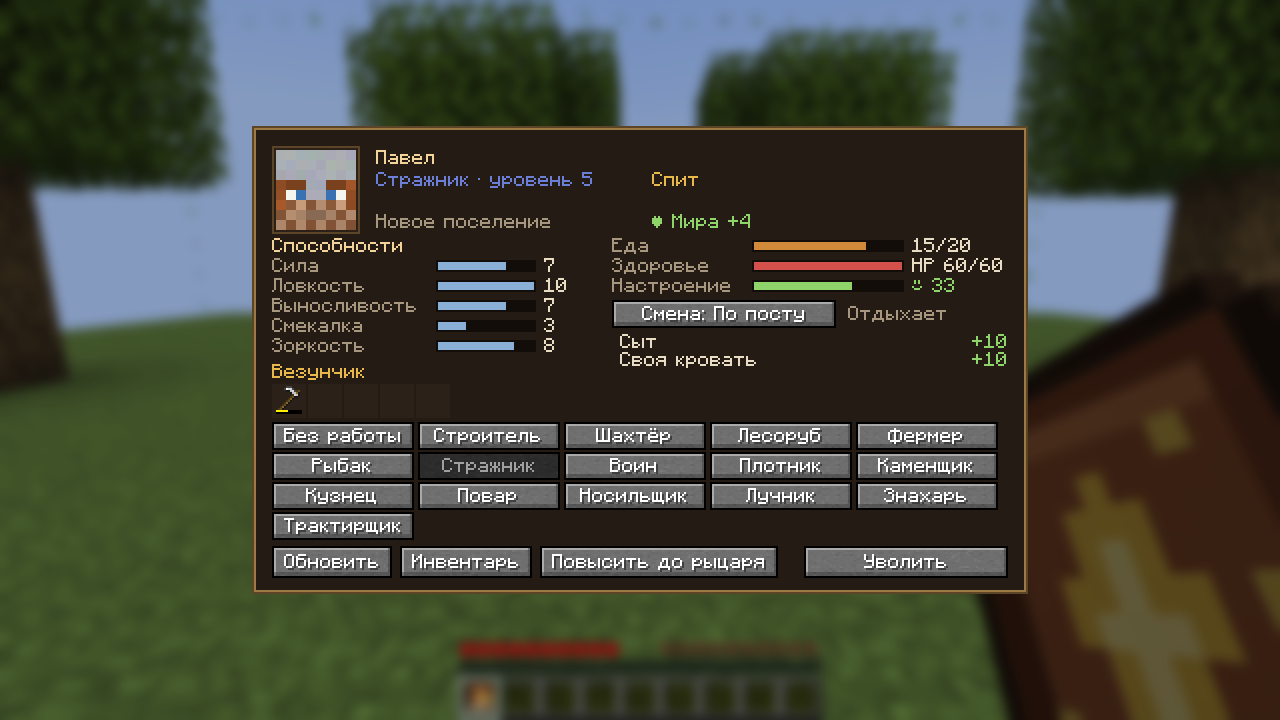 Павел
Стражник · уровень 5 Спит
Новое поселение Мира +4
Способности
Сила 7
Ловкость 10
Выносливость 7
Смекалка 3
Зоркость 8
Везунчик
Еда 15/20
Здоровье HP 60/60
Настроение 33
Смена: По посту Отдыхает
Сыт +10
Своя кровать +10
Без работы Строитель Шахтёр Лесоруб Фермер
Рыбак Стражник Воин Плотник Каменщик
Кузнец Повар Носильщик Лучник Знахарь
Трактирщик
Обновить Инвентарь Повысить до рыцаря Уволить